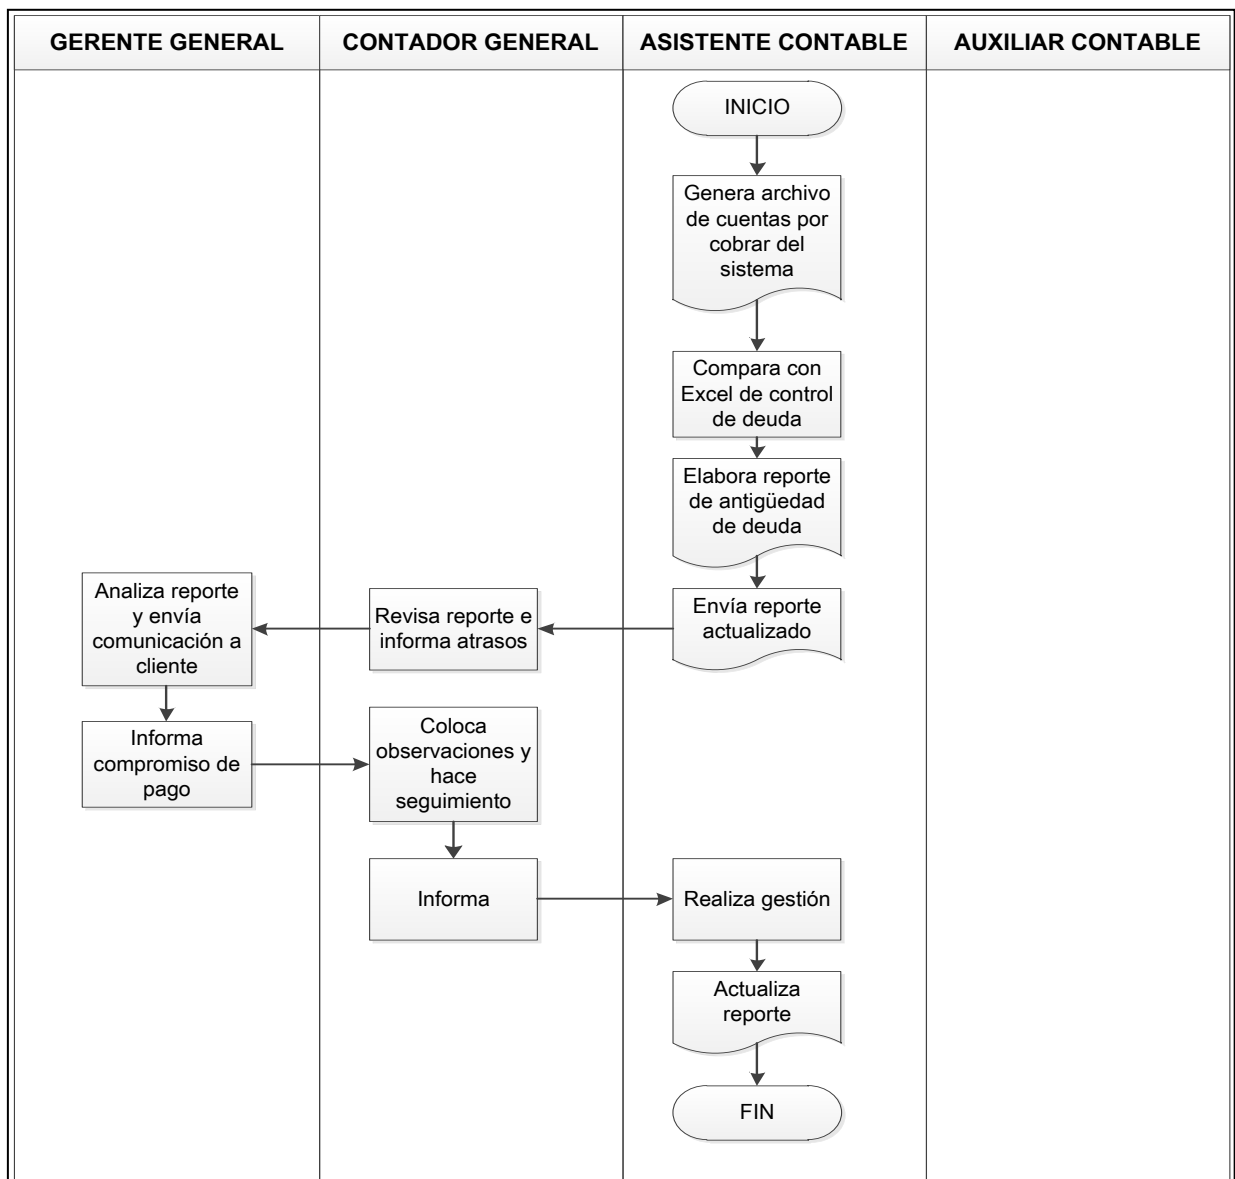 GERENTE GENERAL
CONTADOR GENERAL
ASISTENTE CONTABLE
AUXILIAR CONTABLE
INICIO
Genera archivo
de cuentas por
cobrar del
sistema
Compara con
Excel de control
de deuda
Elabora reporte
de antigüedad
de deuda
Envía reporte
actualizado
Revisa reporte e
informa atrasos
Analiza reporte
y envía
comunicación a
cliente
Informa
compromiso de
pago
Coloca
observaciones y
hace
seguimiento
Informa
Realiza gestión
Actualiza
reporte
FIN